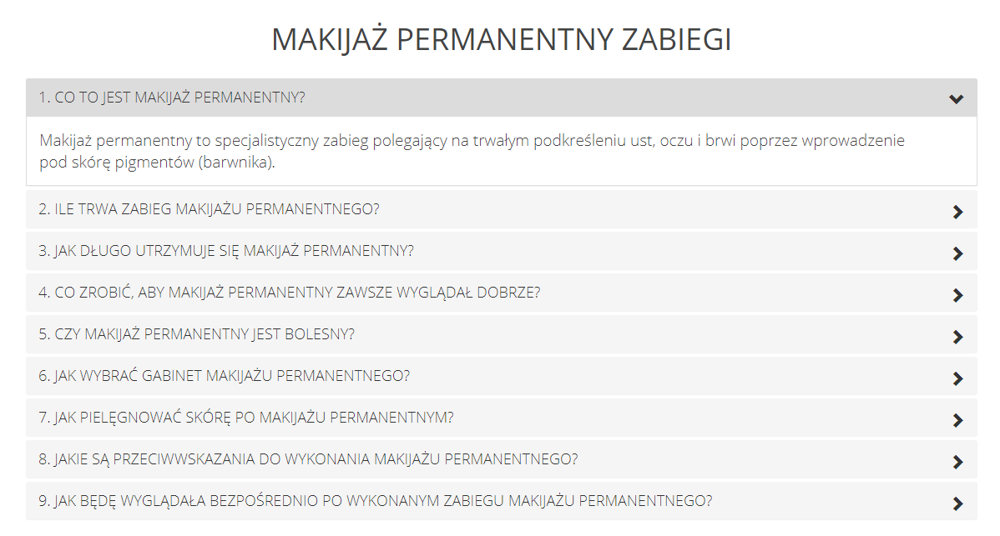 MAKIJAŻ PERMANENTNY ZABIEGI
1. CO TO JEST MAKIJAŻ PERMANENTNY?
Makijaż permanentny to specjalistyczny zabieg polegający na trwałym podkreśleniu ust, oczu i brwi poprzez wprowadzenie
pod skórę pigmentów (barwnika).
2. ILE TRWA ZABIEG MAKIJAŻU PERMANENTNEGO?
3. JAK DŁUGO UTRZYMUJE SIĘ MAKIJAŻ PERMANENTNY?
4. CO ZROBIĆ, ABY MAKIJAŻ PERMANENTNY ZAWSZE WYGLĄDAŁ DOBRZE?
5. CZY MAKIJAŻ PERMANENTNY JEST BOLESNY?
6. JAK WYBRAĆ GABINET MAKIJAŻU PERMANENTNEGO?
7. JAK PIELĘGNOWAĆ SKÓRĘ PO MAKIJAŻU PERMANENTNYM?
8. JAKIE SĄ PRZECIWWSKAZANIA DO WYKONANIA MAKIJAŻU PERMANENTNEGO?
9. JAK BĘDĘ WYGLĄDAŁA BEZPOŚREDNIO PO WYKONANYM ZABIEGU MAKIJAŻU PERMANENTNEGO?